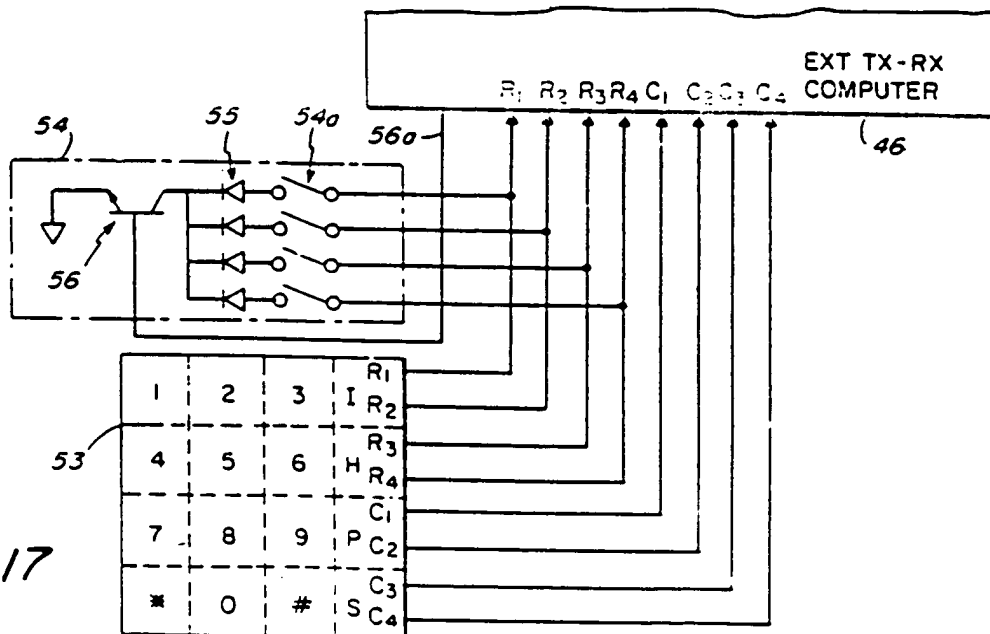 EXT TX-RX
COMPUTER
R1 R2 R3 R4 C1 C2 C3 C4
46
56a
54
55
54a
56
53
1 2 3 I R1
R2
4 5 6 H R3
R4
7 8 9 P C1
C2
* 0 # S C3
C4
17